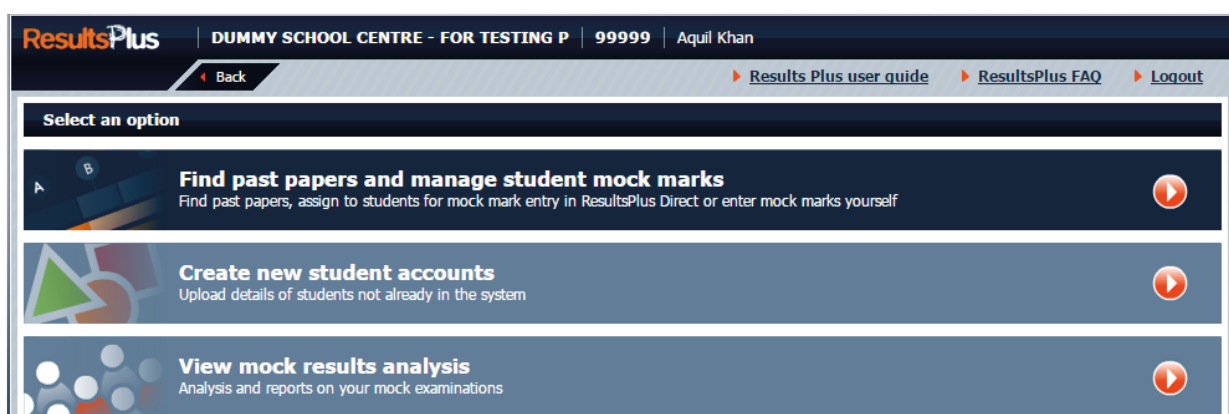 ResultsPlus DUMMY SCHOOL CENTRE - FOR TESTING P 99999 Aquil Khan
Back Results Plus user guide ResultsPlus FAQ Logout
Select an option
A B
Find past papers and manage student mock marks
Find past papers, assign to students for mock mark entry in ResultsPlus Direct or enter mock marks yourself
Create new student accounts
Upload details of students not already in the system
View mock results analysis
Analysis and reports on your mock examinations